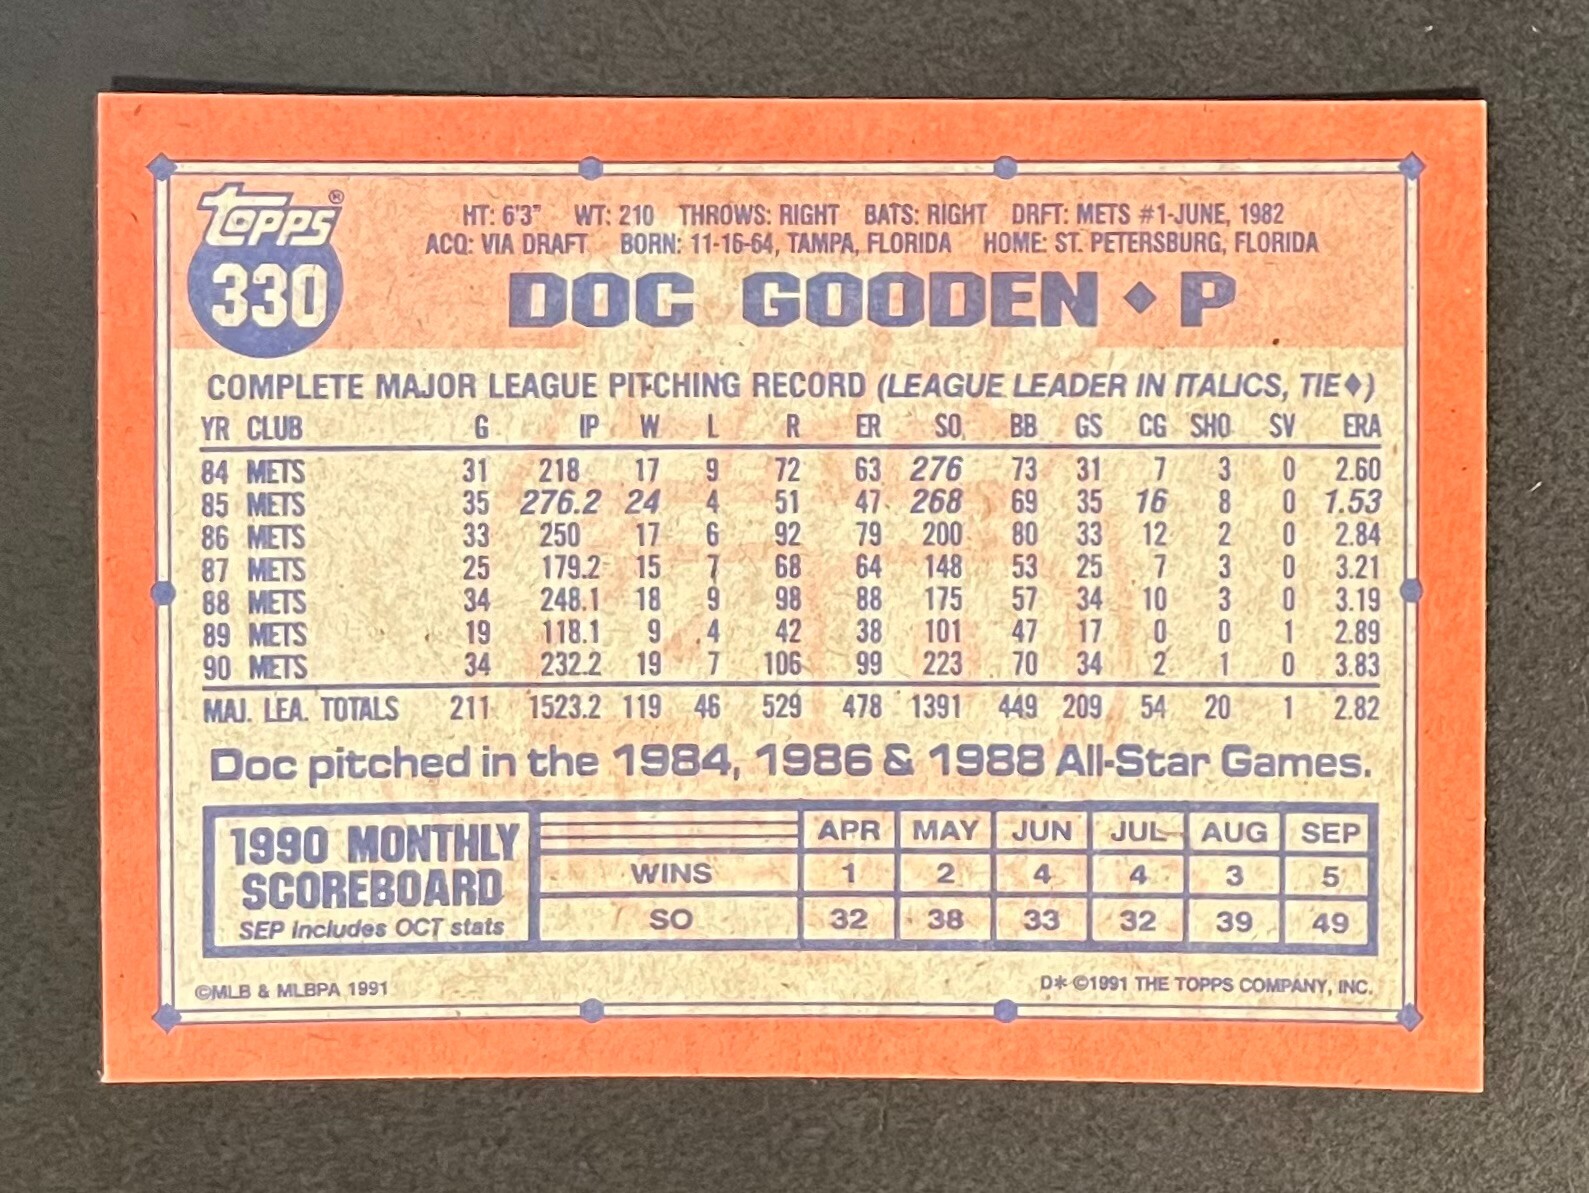 TOPPS®
330
HT: 6'3" WT: 210 THROWS: RIGHT BATS: RIGHT DRFT: METS #1-JUNE, 1982
ACQ: VIA DRAFT BORN: 11-16-64, TAMPA, FLORIDA HOME: ST. PETERSBURG, FLORIDA
DOC GOODEN ♦ P
COMPLETE MAJOR LEAGUE PITCHING RECORD (LEAGUE LEADER IN ITALICS, TIE♦)
YR CLUB G IP W L R ER SO BB GS CG SHO SV ERA
84 METS 31 218 17 9 72 63 276 73 31 7 3 0 2.60
85 METS 35 276.2 24 4 51 47 268 69 35 16 8 0 1.53
86 METS 33 250 17 6 92 79 200 80 33 12 2 0 2.84
87 METS 25 179.2 15 7 68 64 148 53 25 7 3 0 3.21
88 METS 34 248.1 18 9 98 88 175 57 34 10 3 0 3.19
89 METS 19 118.1 9 4 42 38 101 47 17 0 0 1 2.89
90 METS 34 232.2 19 7 106 99 223 70 34 2 1 0 3.83
MAJ. LEA. TOTALS 211 1523.2 119 46 529 478 1391 449 209 54 20 1 2.82
Doc pitched in the 1984, 1986 & 1988 All-Star Games.
1990 MONTHLY
SCOREBOARD
SEP includes OCT stats
APR MAY JUN JUL AUG SEP
WINS 1 2 4 4 3 5
SO 32 38 33 32 39 49
©MLB & MLBPA 1991
D* ©1991 THE TOPPS COMPANY, INC.